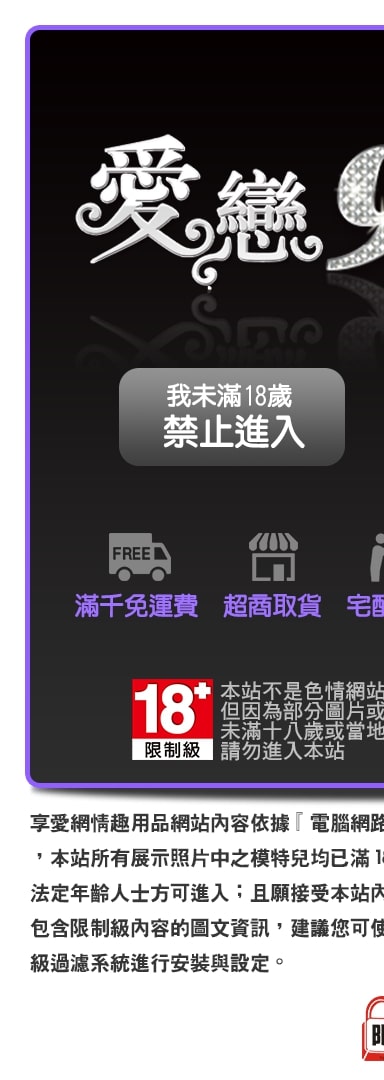 愛戀9
我未滿18歲
禁止進入
FREE
滿千免運費 超商取貨 宅配
18+
限制級
本站不是色情網站
但因為部分圖片或
未滿十八歲或當地
請勿進入本站
享愛網情趣用品網站內容依據『電腦網路
,本站所有展示照片中之模特兒均已滿 18
法定年齡人士方可進入;且願接受本站內
包含限制級內容的圖文資訊,建議您可使
級過濾系統進行安裝與設定。